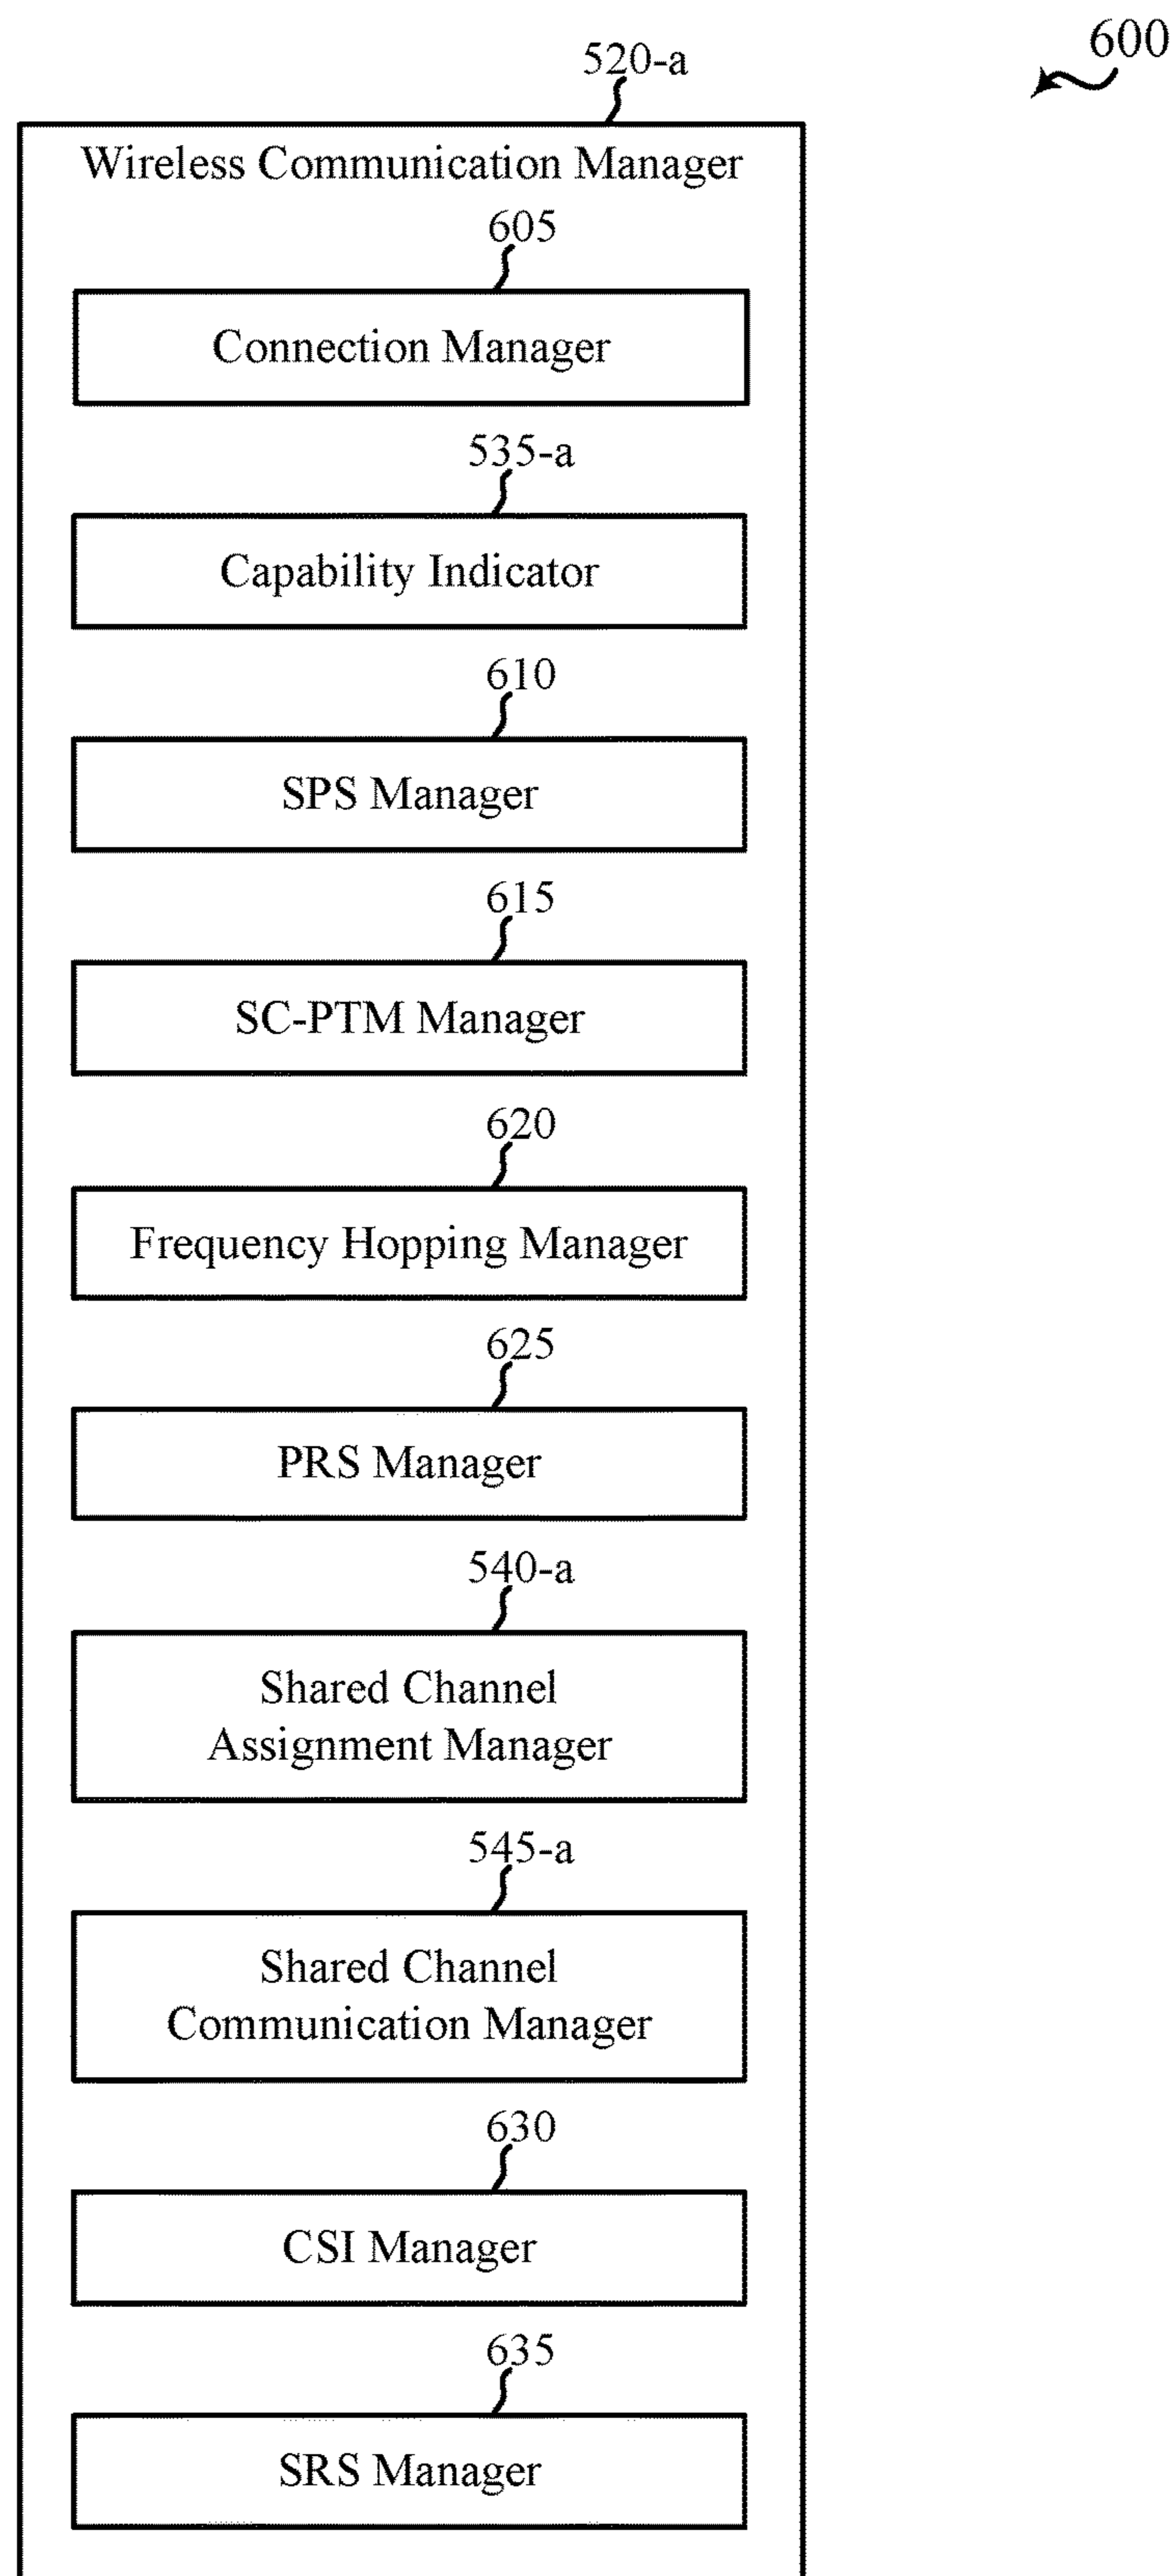 600
520-a
Wireless Communication Manager
605
Connection Manager
535-a
Capability Indicator
610
SPS Manager
615
SC-PTM Manager
620
Frequency Hopping Manager
625
PRS Manager
540-a
Shared Channel
Assignment Manager
545-a
Shared Channel
Communication Manager
630
CSI Manager
635
SRS Manager